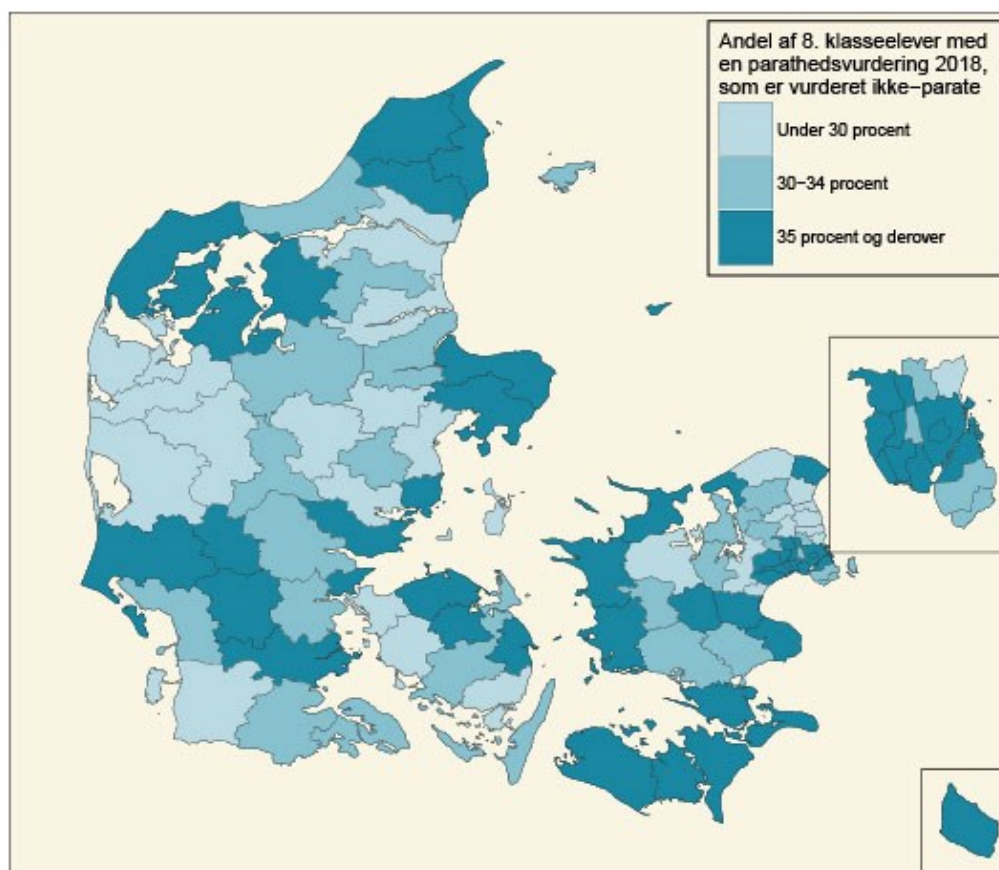 Andel af 8. klasseelever med
en parathedsvurdering 2018,
som er vurderet ikke−parate
Under 30 procent
30−34 procent
35 procent og derover